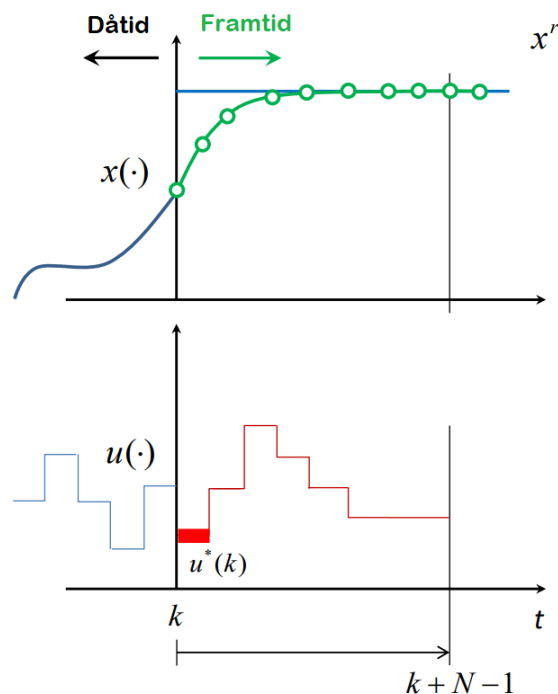 Dåtid Framtid
x^r
x(·)
u(·)
u^*(k)
k
t
k + N − 1